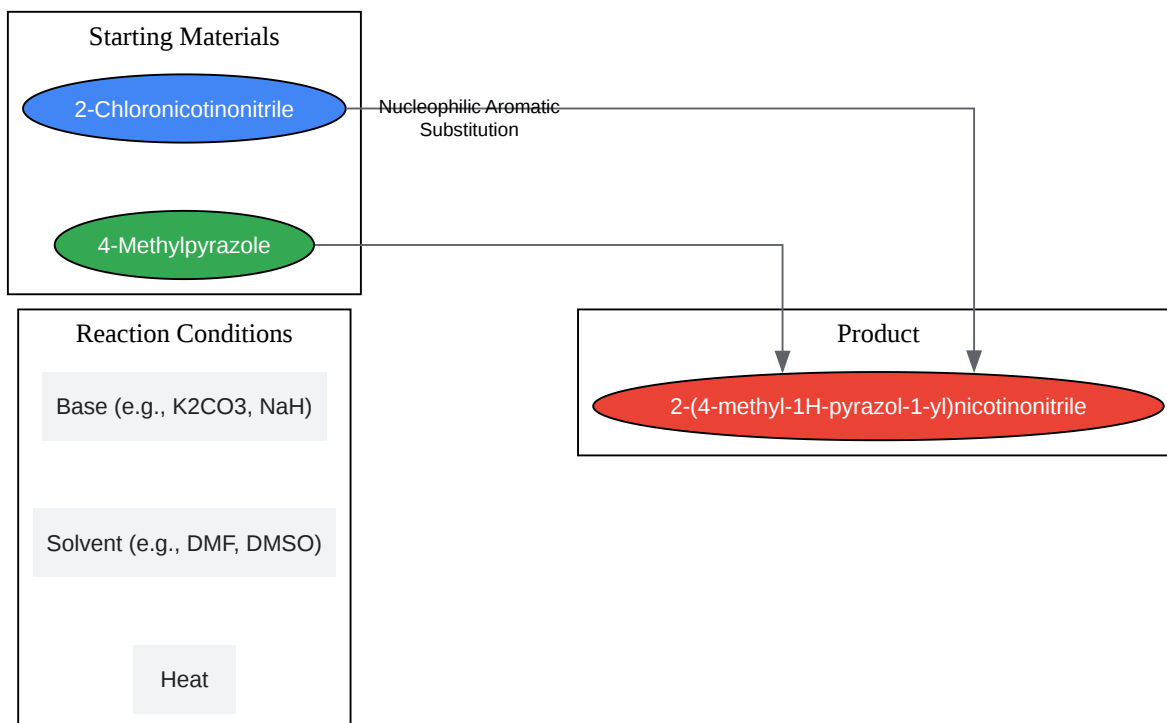 Starting Materials
2-Chloronicotinonitrile
Nucleophilic Aromatic
Substitution
4-Methylpyrazole
Reaction Conditions
Base (e.g., K2CO3, NaH)
Solvent (e.g., DMF, DMSO)
Heat
Product
2-(4-methyl-1H-pyrazol-1-yl)nicotinonitrile